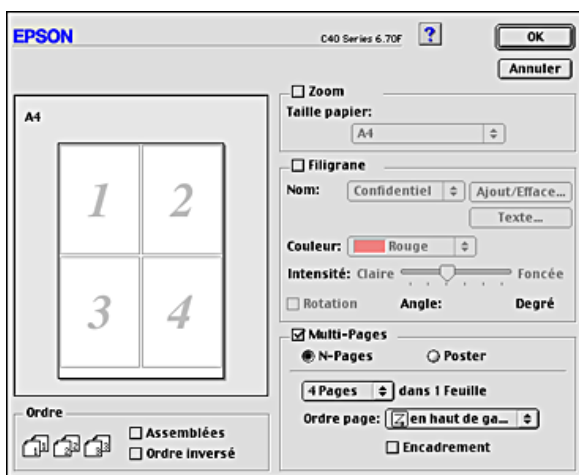 EPSON
C40 Series 6.70F
?
OK
Annuler
A4
1
2
3
4
Ordre
Assemblées
Ordre inversé
Zoom
Taille papier:
A4
Filigrane
Nom: Confidentiel Ajout/Efface...
Texte...
Couleur: Rouge
Intensité: Claire Foncée
Rotation Angle: Degré
Multi-Pages
N-Pages Poster
4 Pages dans 1 Feuille
Ordre page: en haut de ga...
Encadrement